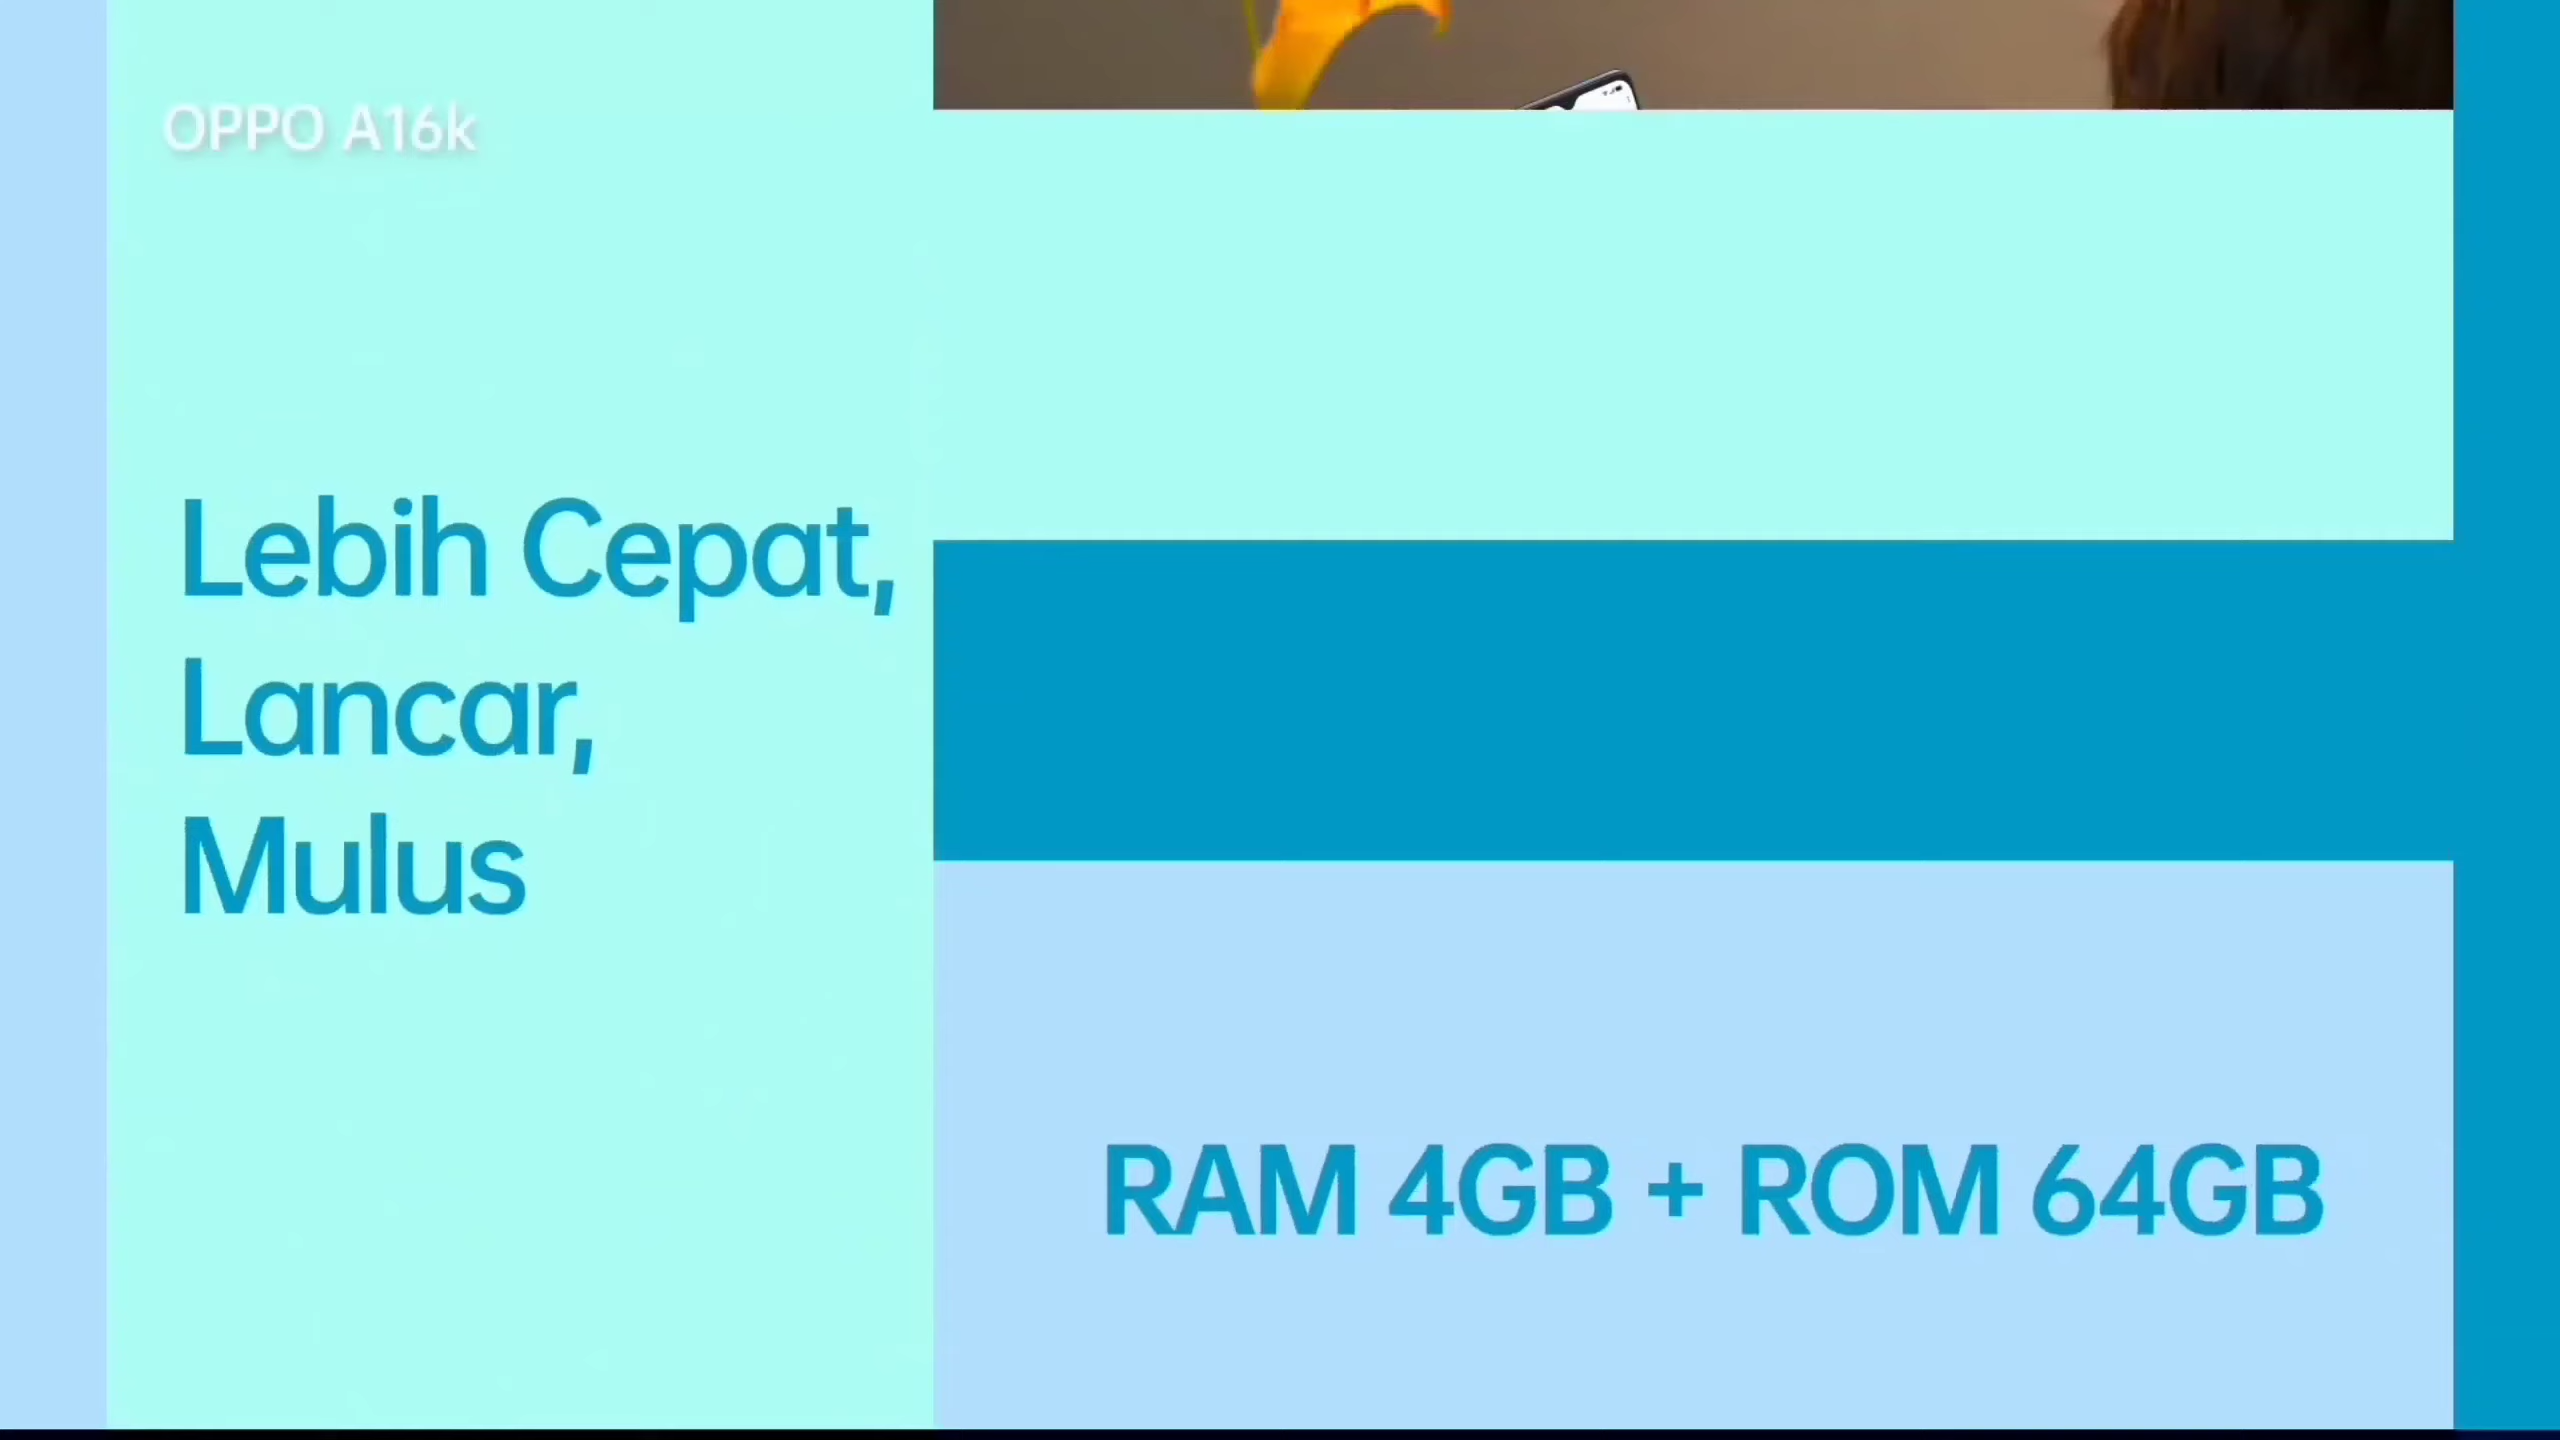 OPPO A16k
Lebih Cepat,
Lancar,
Mulus
RAM 4GB + ROM 64GB